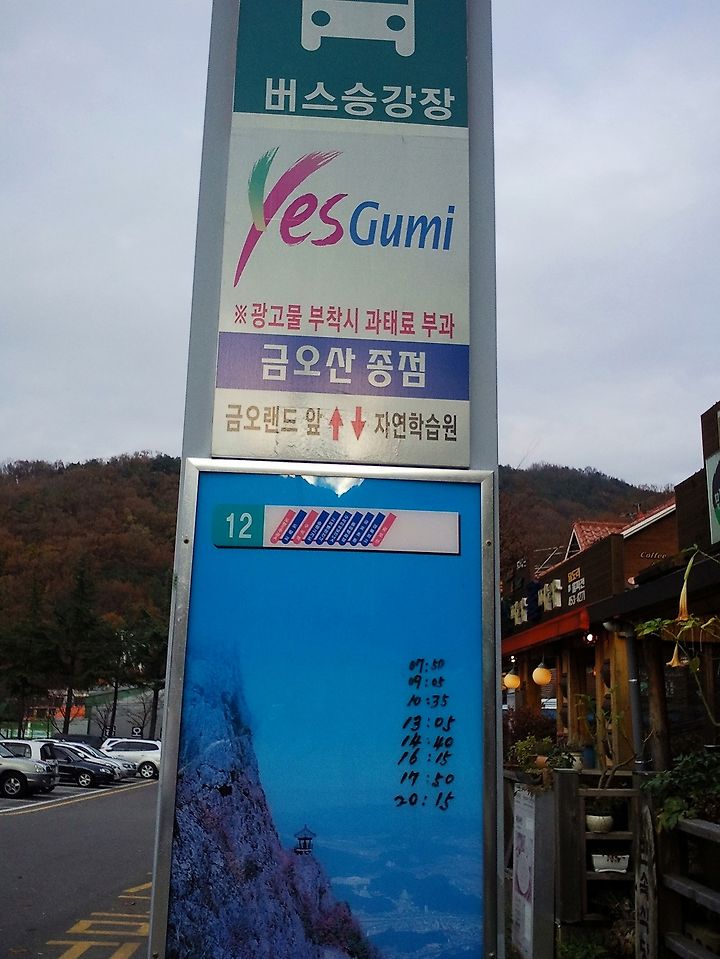 버스승강장
Yes Gumi
※광고물 부착시 과태료 부과
금오산 종점
금오랜드 앞 ↑↓ 자연학습원
12
07:50
09:05
10:35
13:05
14:40
16:15
17:50
20:15
Coffee